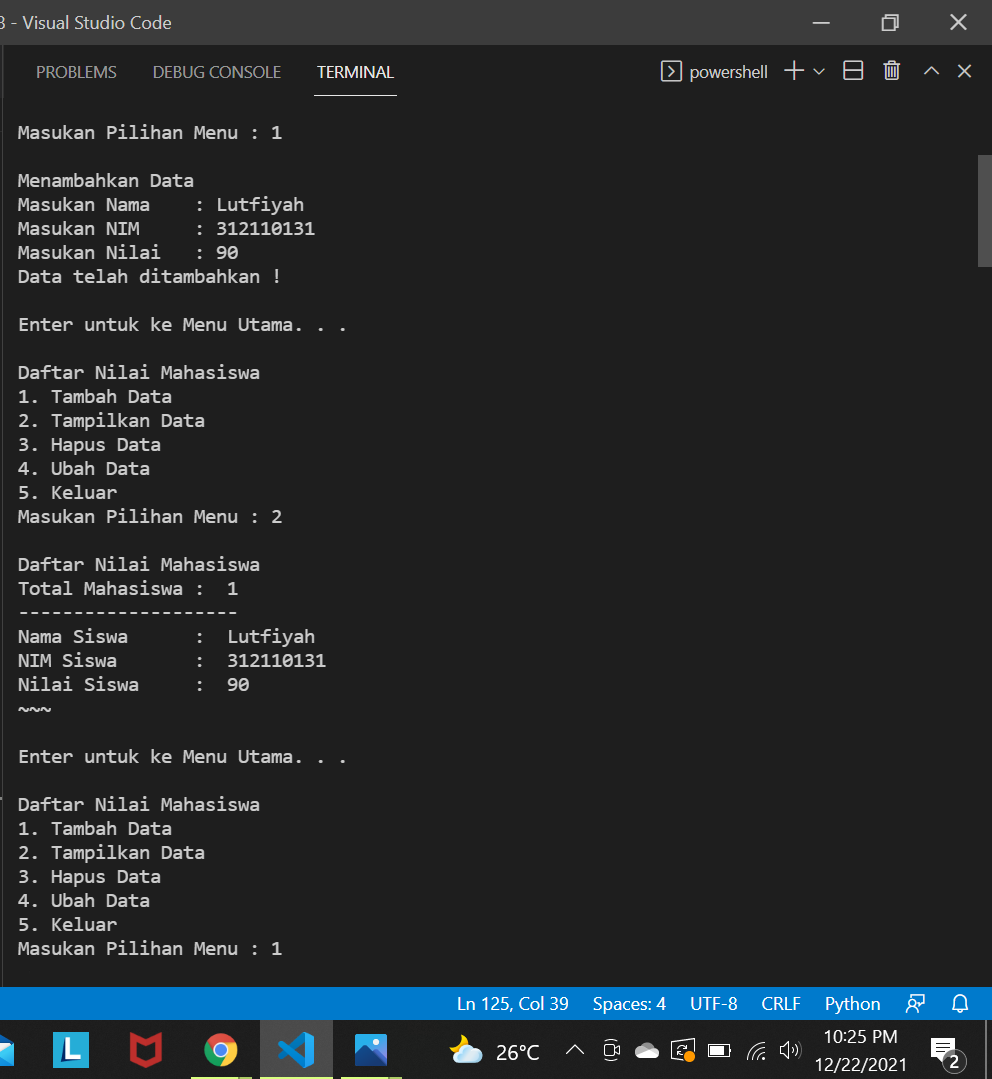 3 - Visual Studio Code
PROBLEMS DEBUG CONSOLE TERMINAL powershell
Masukan Pilihan Menu : 1
Menambahkan Data
Masukan Nama : Lutfiyah
Masukan NIM : 312110131
Masukan Nilai : 90
Data telah ditambahkan !
Enter untuk ke Menu Utama. . .
Daftar Nilai Mahasiswa
1. Tambah Data
2. Tampilkan Data
3. Hapus Data
4. Ubah Data
5. Keluar
Masukan Pilihan Menu : 2
Daftar Nilai Mahasiswa
Total Mahasiswa : 1
--------------------
Nama Siswa : Lutfiyah
NIM Siswa : 312110131
Nilai Siswa : 90
~~~
Enter untuk ke Menu Utama. . .
Daftar Nilai Mahasiswa
1. Tambah Data
2. Tampilkan Data
3. Hapus Data
4. Ubah Data
5. Keluar
Masukan Pilihan Menu : 1
Ln 125, Col 39 Spaces: 4 UTF-8 CRLF Python
L
26°C
10:25 PM
12/22/2021
2